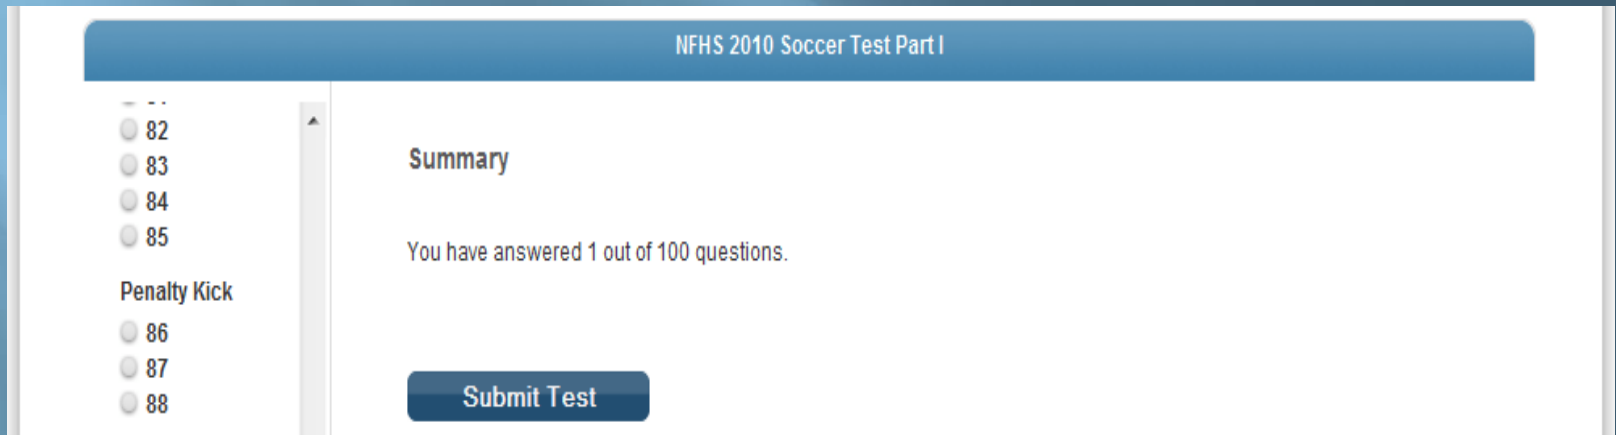 NFHS 2010 Soccer Test Part I
82
83
84
85
Penalty Kick
86
87
88
Summary
You have answered 1 out of 100 questions.
Submit Test